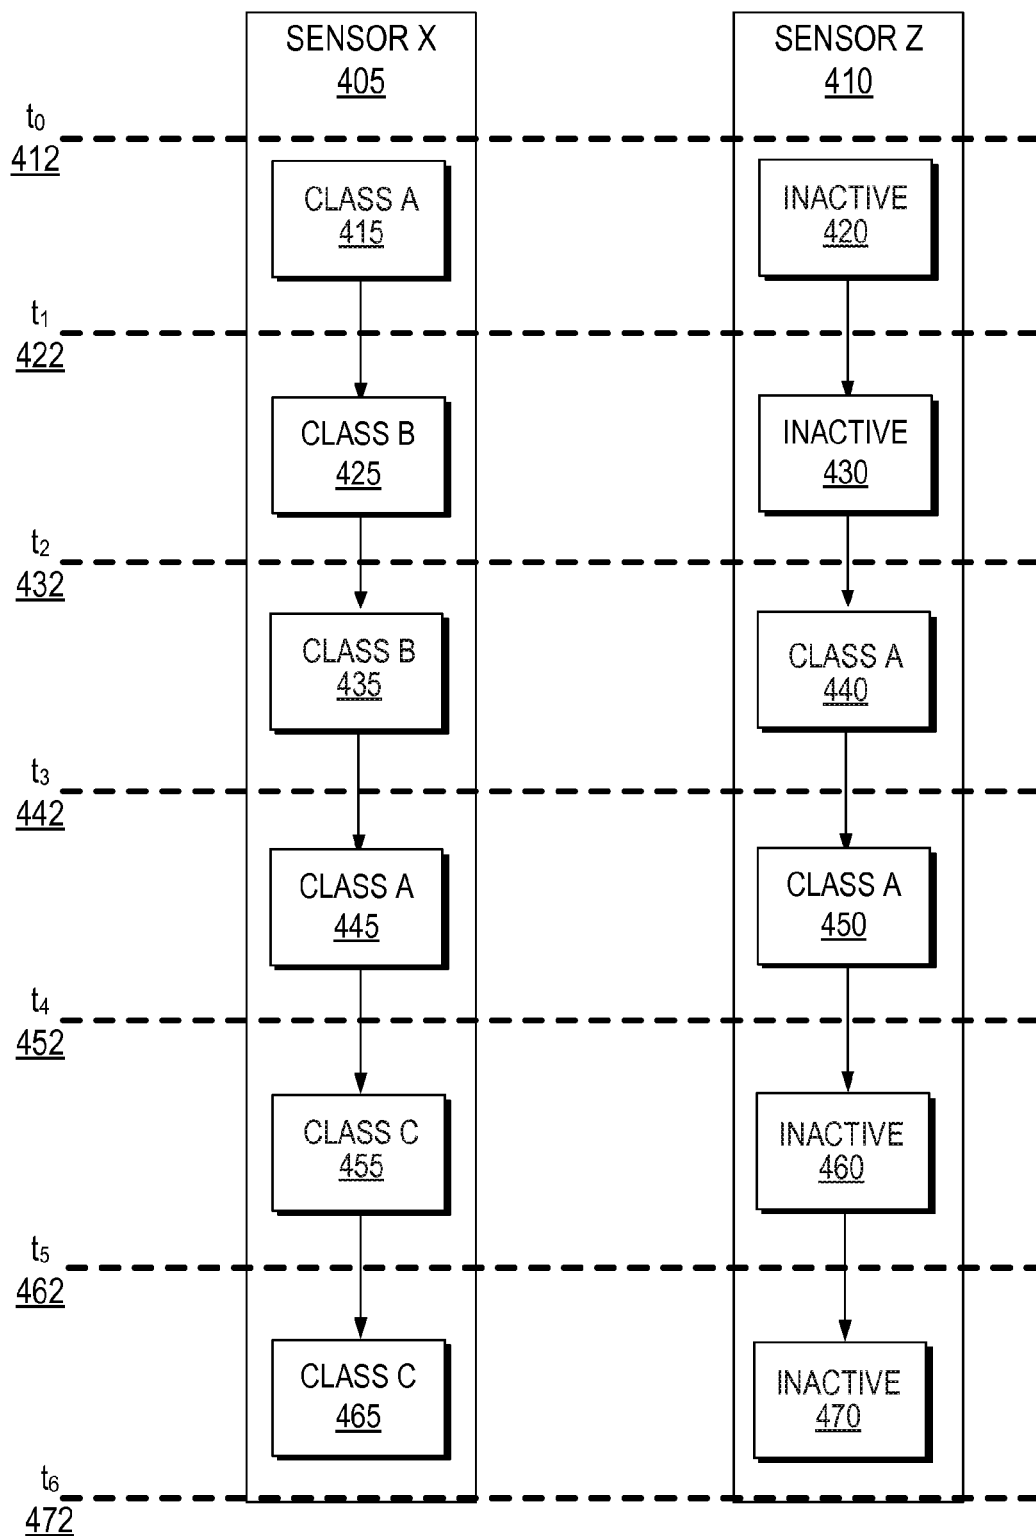 SENSOR X
405
SENSOR Z
410
t0
412
CLASS A
415
INACTIVE
420
t1
422
CLASS B
425
INACTIVE
430
t2
432
CLASS B
435
CLASS A
440
t3
442
CLASS A
445
CLASS A
450
t4
452
CLASS C
455
INACTIVE
460
t5
462
CLASS C
465
INACTIVE
470
t6
472